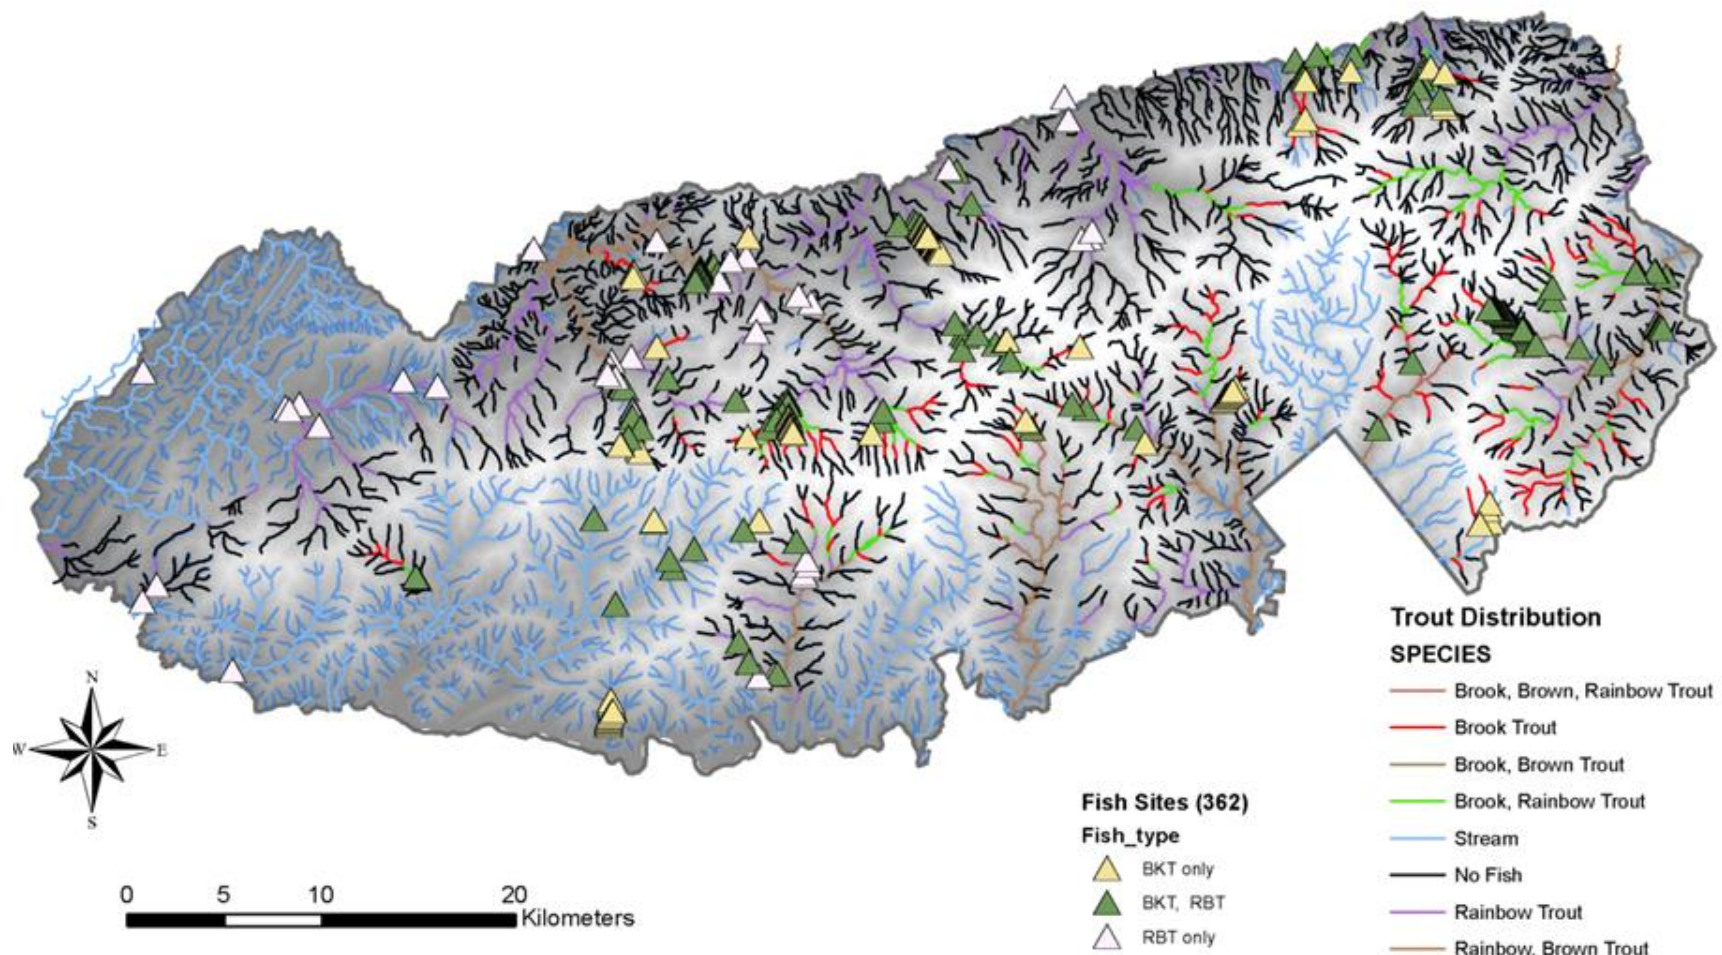 N
W E
S
0 5 10 20
Kilometers
Fish Sites (362)
Fish_type
BKT only
BKT, RBT
RBT only
Trout Distribution
SPECIES
Brook, Brown, Rainbow Trout
Brook Trout
Brook, Brown Trout
Brook, Rainbow Trout
Stream
No Fish
Rainbow Trout
Rainbow, Brown Trout